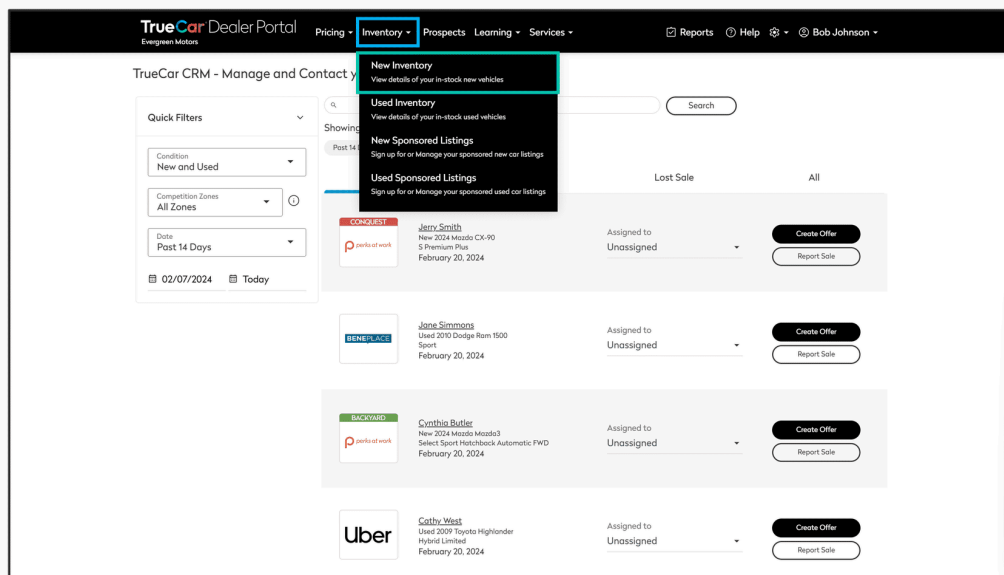 TrueCar Dealer Portal
Evergreen Motors
Pricing
Inventory
Prospects
Learning
Services
Reports
Help
Bob Johnson
New Inventory
View details of your in-stock new vehicles
Used Inventory
View details of your in-stock used vehicles
New Sponsored Listings
Sign up for or Manage your sponsored new car listings
Used Sponsored Listings
Sign up for or Manage your sponsored used car listings
TrueCar CRM - Manage and Contact y
Quick Filters
Condition
New and Used
Competition Zones
All Zones
Date
Past 14 Days
02/07/2024
Today
Search
Showing
Past 14
Lost Sale
All
CONQUEST
perks at work
Jerry Smith
New 2024 Mazda CX-90
S Premium Plus
February 20, 2024
Assigned to
Unassigned
Create Offer
Report Sale
BENEPLACE
Jane Simmons
Used 2010 Dodge Ram 1500
Sport
February 20, 2024
Assigned to
Unassigned
Create Offer
Report Sale
BACKYARD
perks at work
Cynthia Butler
New 2024 Mazda Mazda3
Select Sport Hatchback Automatic FWD
February 20, 2024
Assigned to
Unassigned
Create Offer
Report Sale
Uber
Cathy West
Used 2009 Toyota Highlander
Hybrid Limited
February 20, 2024
Assigned to
Unassigned
Create Offer
Report Sale